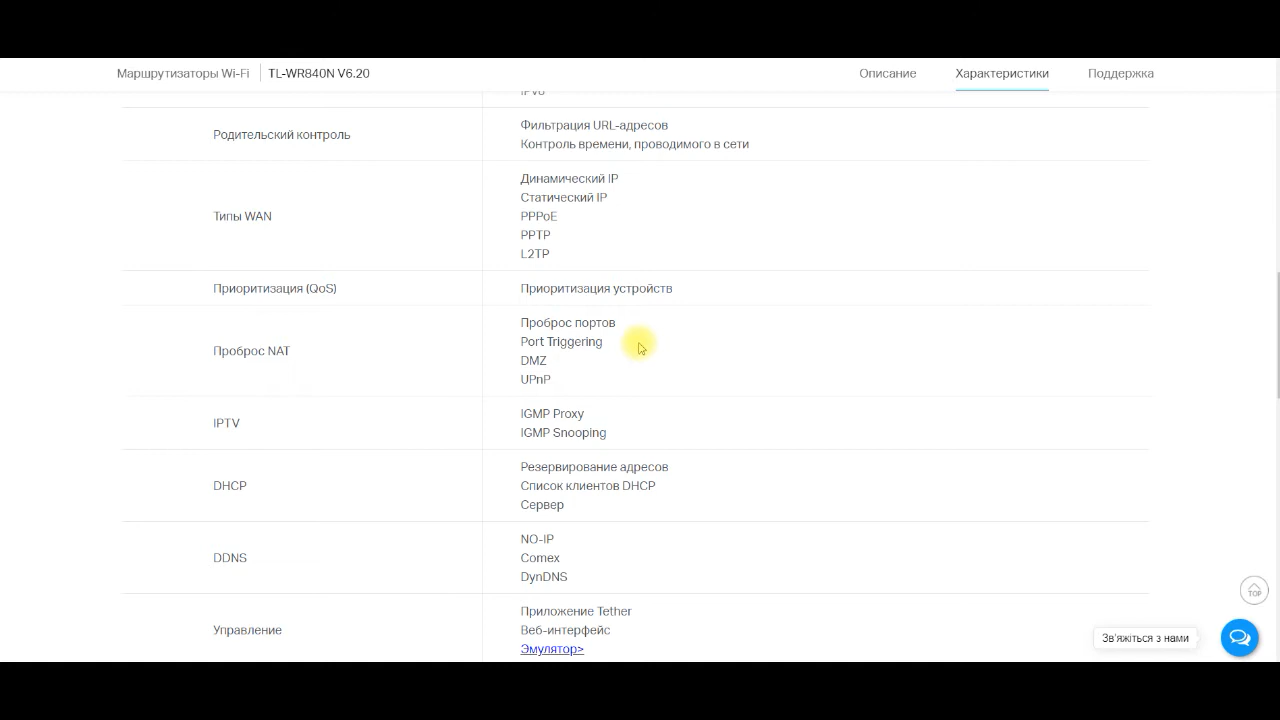 Маршрутизаторы Wi-Fi TL-WR840N V6.20 Описание Характеристики Поддержка
IPv6
Родительский контроль
Фильтрация URL-адресов
Контроль времени, проводимого в сети
Типы WAN
Динамический IP
Статический IP
PPPoE
PPTP
L2TP
Приоритизация (QoS)
Приоритизация устройств
Проброс NAT
Проброс портов
Port Triggering
DMZ
UPnP
IPTV
IGMP Proxy
IGMP Snooping
DHCP
Резервирование адресов
Список клиентов DHCP
Сервер
DDNS
NO-IP
Comex
DynDNS
Управление
Приложение Tether
Веб-интерфейс
Эмулятор>
TOP
Зв'яжіться з нами